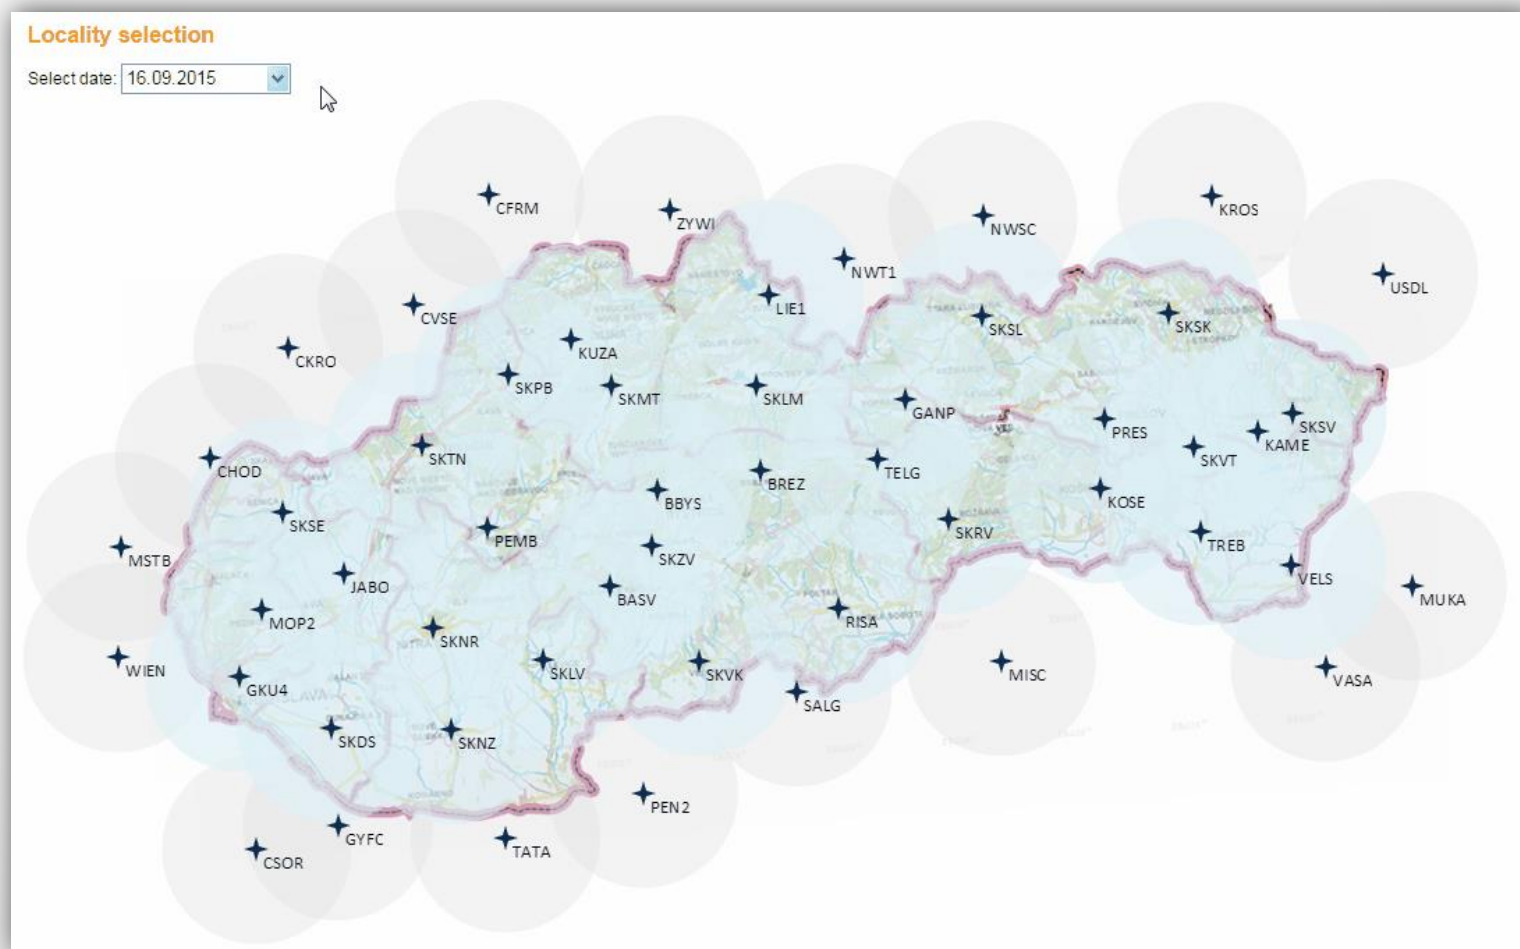 Locality selection
Select date: 16.09.2015
CFRM
ZYWI
NWSC
KROS
NWT1
USDL
LIE1
CVSE
SKSL
SKSK
CKRO
KUZA
SKPB
SKMT
SKLM
GANP
PRES
SKSV
KAME
SKTN
SKVT
CHOD
TELG
BREZ
BBYS
KOSE
SKSE
SKRV
PEMB
TREB
MSTB
SKZV
VELS
JABO
BASV
MUKA
MOP2
RISA
SKNR
WIEN
SKLV
SKVK
MISC
VASA
GKU4
SALG
SKDS
SKNZ
PEN2
GYFC
TATA
CSOR